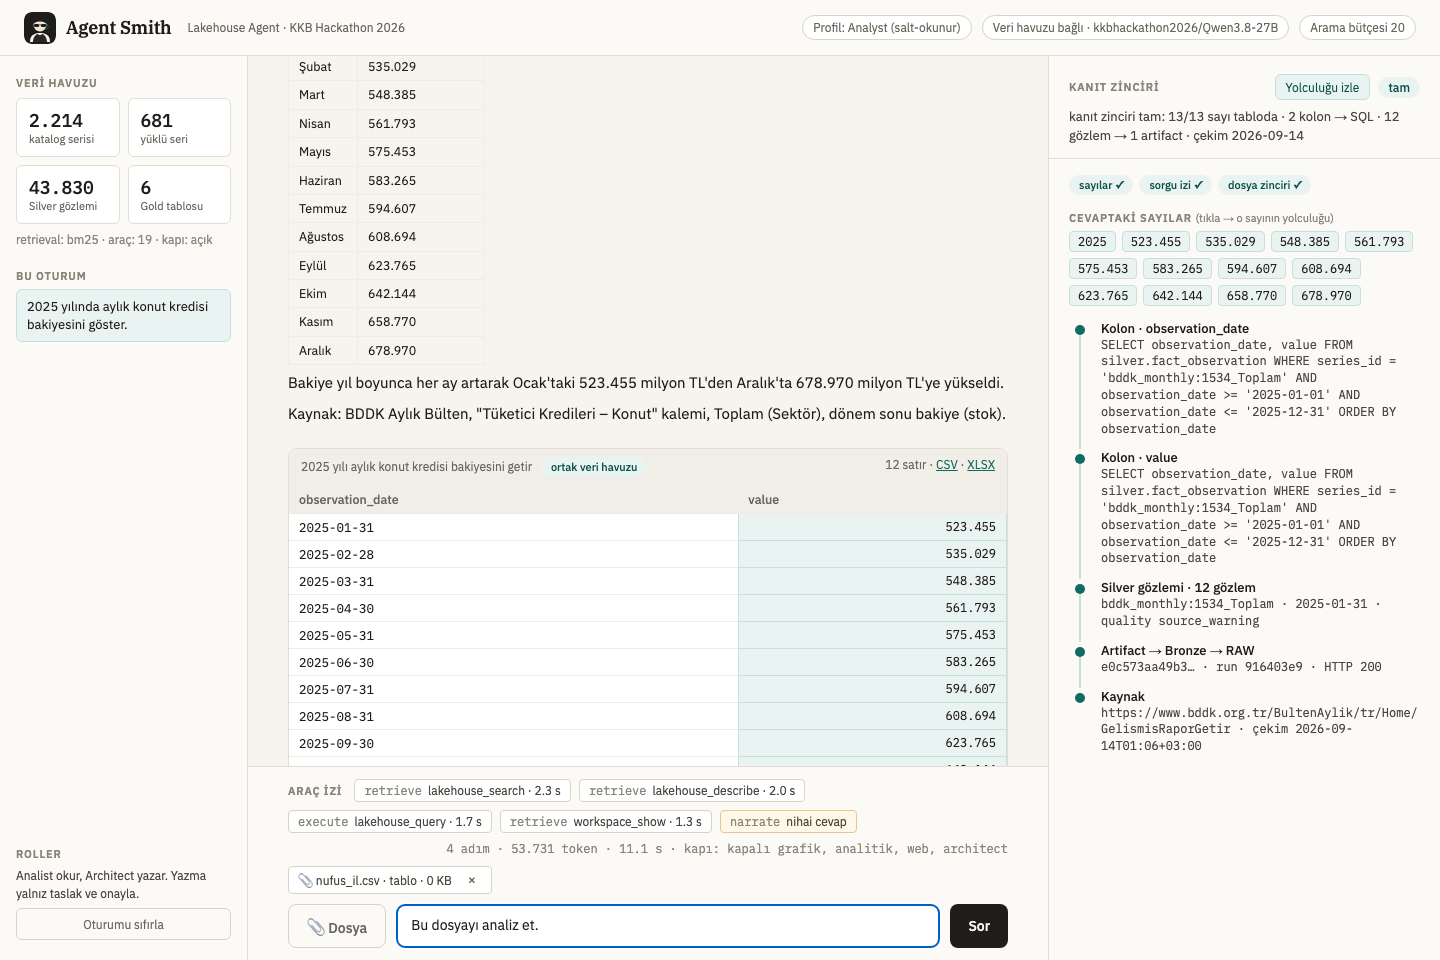 Agent Smith
Lakehouse Agent · KKB Hackathon 2026
Profil: Analyst (salt-okunur)
Veri havuzu bağlı · kkbhackathon2026/Qwen3.8-27B
Arama bütçesi 20
VERİ HAVUZU
2.214
katalog serisi
681
yüklü seri
43.830
Silver gözlemi
6
Gold tablosu
retrieval: bm25 · araç: 19 · kapı: açık
BU OTURUM
2025 yılında aylık konut kredisi
bakiyesini göster.
ROLLER
Analist okur, Architect yazar. Yazma
yalnız taslak ve onayla.
Oturumu sıfırla
Şubat 535.029
Mart 548.385
Nisan 561.793
Mayıs 575.453
Haziran 583.265
Temmuz 594.607
Ağustos 608.694
Eylül 623.765
Ekim 642.144
Kasım 658.770
Aralık 678.970
Bakiye yıl boyunca her ay artarak Ocak'taki 523.455 milyon TL'den Aralık'ta 678.970 milyon TL'ye yükseldi.
Kaynak: BDDK Aylık Bülten, "Tüketici Kredileri – Konut" kalemi, Toplam (Sektör), dönem sonu bakiye (stok).
2025 yılı aylık konut kredisi bakiyesini getir ortak veri havuzu 12 satır · CSV · XLSX
observation_date value
2025-01-31 523.455
2025-02-28 535.029
2025-03-31 548.385
2025-04-30 561.793
2025-05-31 575.453
2025-06-30 583.265
2025-07-31 594.607
2025-08-31 608.694
2025-09-30 623.765
ARAÇ İZİ retrieve lakehouse_search · 2.3 s retrieve lakehouse_describe · 2.0 s
execute lakehouse_query · 1.7 s retrieve workspace_show · 1.3 s narrate nihai cevap
4 adım · 53.731 token · 11.1 s · kapı: kapalı grafik, analitik, web, architect
📎 nufus_il.csv · tablo · 0 KB ×
📎 Dosya
Bu dosyayı analiz et.
Sor
KANIT ZİNCİRİ
Yolculuğu izle
tam
kanıt zinciri tam: 13/13 sayı tabloda · 2 kolon → SQL · 12
gözlem → 1 artifact · çekim 2026-09-14
sayılar ✓ sorgu izi ✓ dosya zinciri ✓
CEVAPTAKİ SAYILAR (tıkla → o sayının yolculuğu)
2025 523.455 535.029 548.385 561.793
575.453 583.265 594.607 608.694
623.765 642.144 658.770 678.970
Kolon · observation_date
SELECT observation_date, value FROM
silver.fact_observation WHERE series_id =
'bddk_monthly:1534_Toplam' AND
observation_date >= '2025-01-01' AND
observation_date <= '2025-12-31' ORDER BY
observation_date
Kolon · value
SELECT observation_date, value FROM
silver.fact_observation WHERE series_id =
'bddk_monthly:1534_Toplam' AND
observation_date >= '2025-01-01' AND
observation_date <= '2025-12-31' ORDER BY
observation_date
Silver gözlemi · 12 gözlem
bddk_monthly:1534_Toplam · 2025-01-31 ·
quality source_warning
Artifact → Bronze → RAW
e0c573aa49b3… · run 916403e9 · HTTP 200
Kaynak
https://www.bddk.org.tr/BultenAylik/tr/Home/
GelismisRaporGetir · çekim 2026-09-
14T01:06+03:00